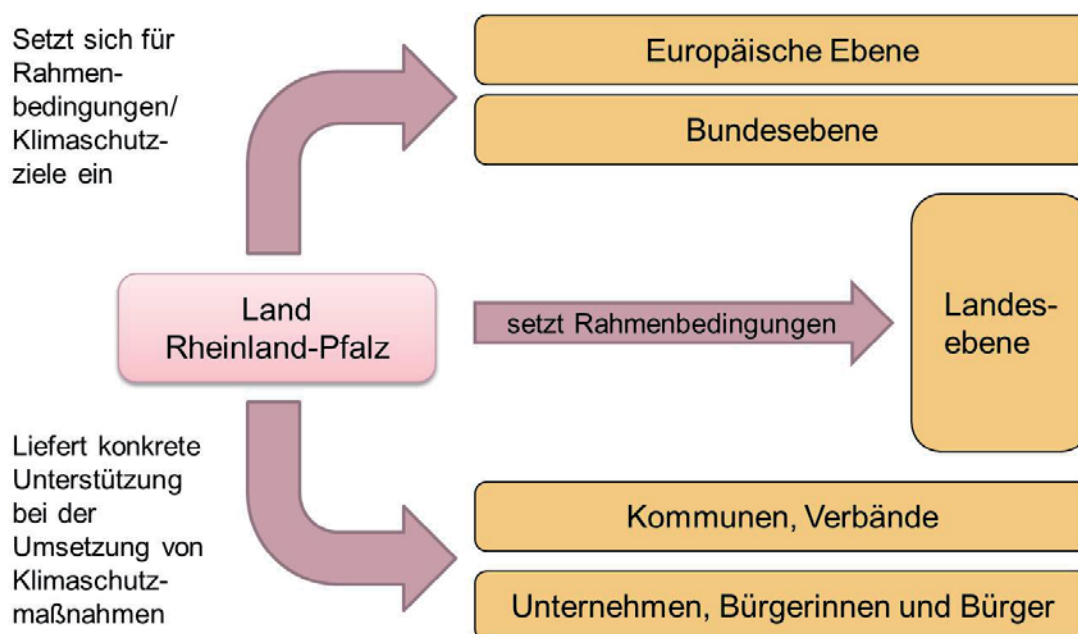 Setzt sich für
Rahmen-
bedingungen/
Klimaschutz-
ziele ein
Europäische Ebene
Bundesebene
Land
Rheinland-Pfalz
setzt Rahmenbedingungen
Landes-
ebene
Liefert konkrete
Unterstützung
bei der
Umsetzung von
Klimaschutz-
maßnahmen
Kommunen, Verbände
Unternehmen, Bürgerinnen und Bürger